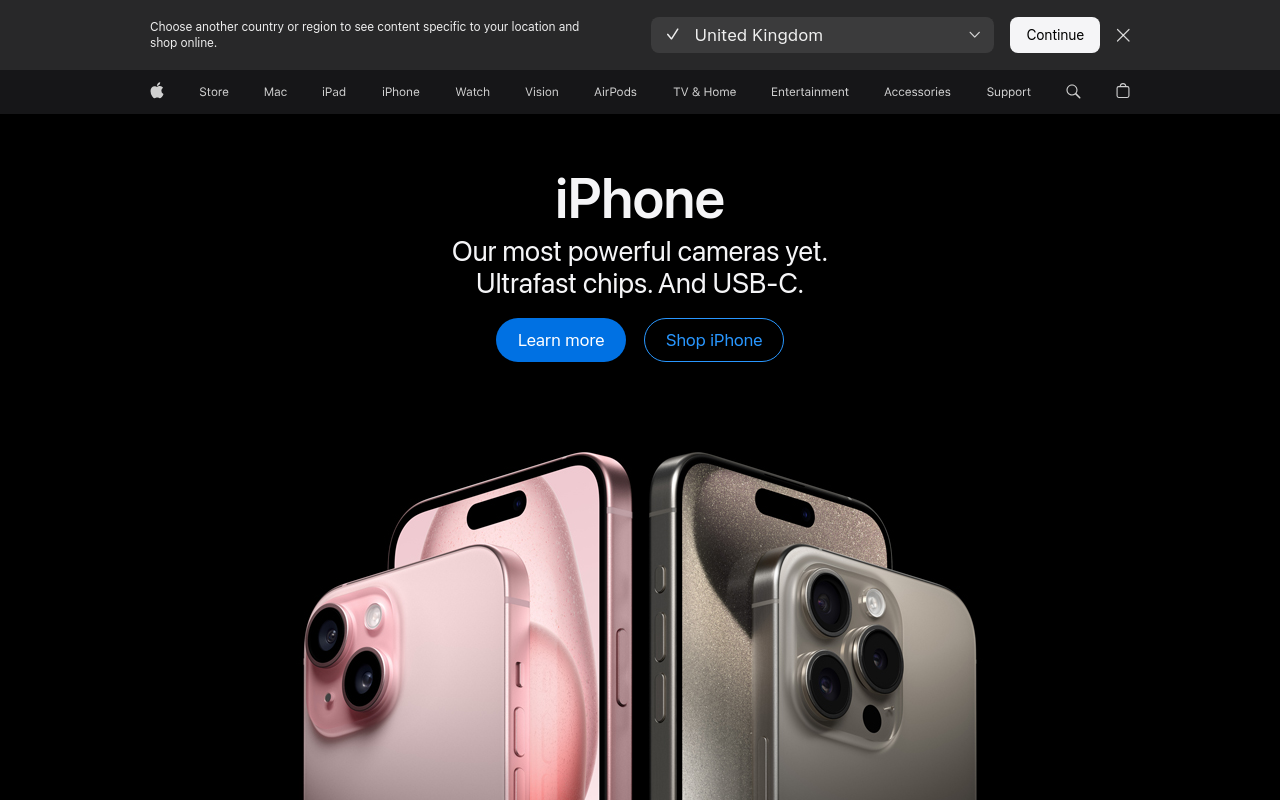 Choose another country or region to see content specific to your location and
shop online.
United Kingdom
Continue
Store
Mac
iPad
iPhone
Watch
Vision
AirPods
TV & Home
Entertainment
Accessories
Support
iPhone
Our most powerful cameras yet.
Ultrafast chips. And USB-C.
Learn more
Shop iPhone